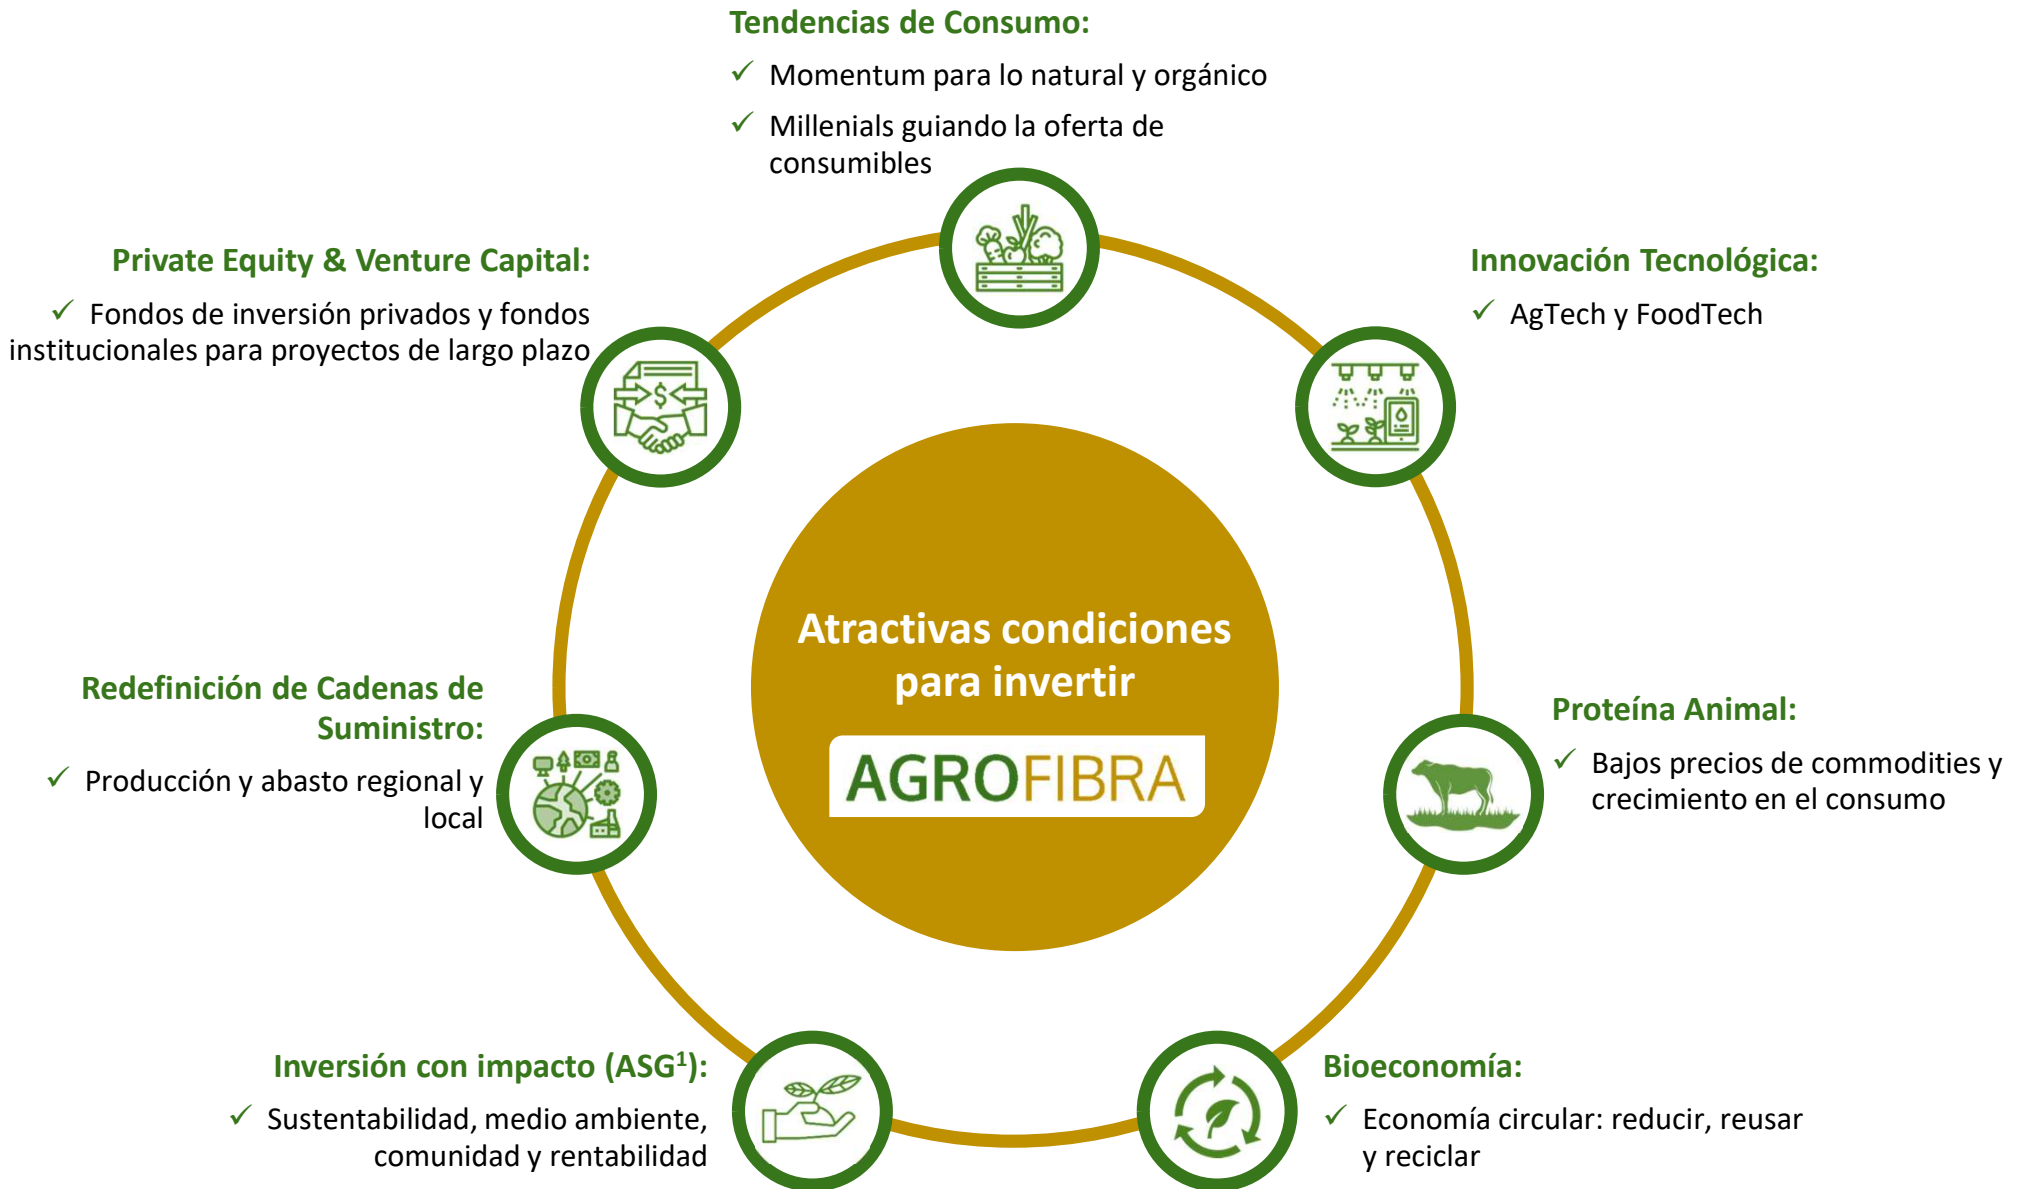 Tendencias de Consumo:
✓ Momentum para lo natural y orgánico
✓ Millenials guiando la oferta de
consumibles
Private Equity & Venture Capital:
✓ Fondos de inversión privados y fondos
institucionales para proyectos de largo plazo
Innovación Tecnológica:
✓ AgTech y FoodTech
Atractivas condiciones
para invertir
AGROFIBRA
Redefinición de Cadenas de
Suministro:
✓ Producción y abasto regional y
local
Proteína Animal:
✓ Bajos precios de commodities y
crecimiento en el consumo
Inversión con impacto (ASG¹):
✓ Sustentabilidad, medio ambiente,
comunidad y rentabilidad
Bioeconomía:
✓ Economía circular: reducir, reusar
y reciclar